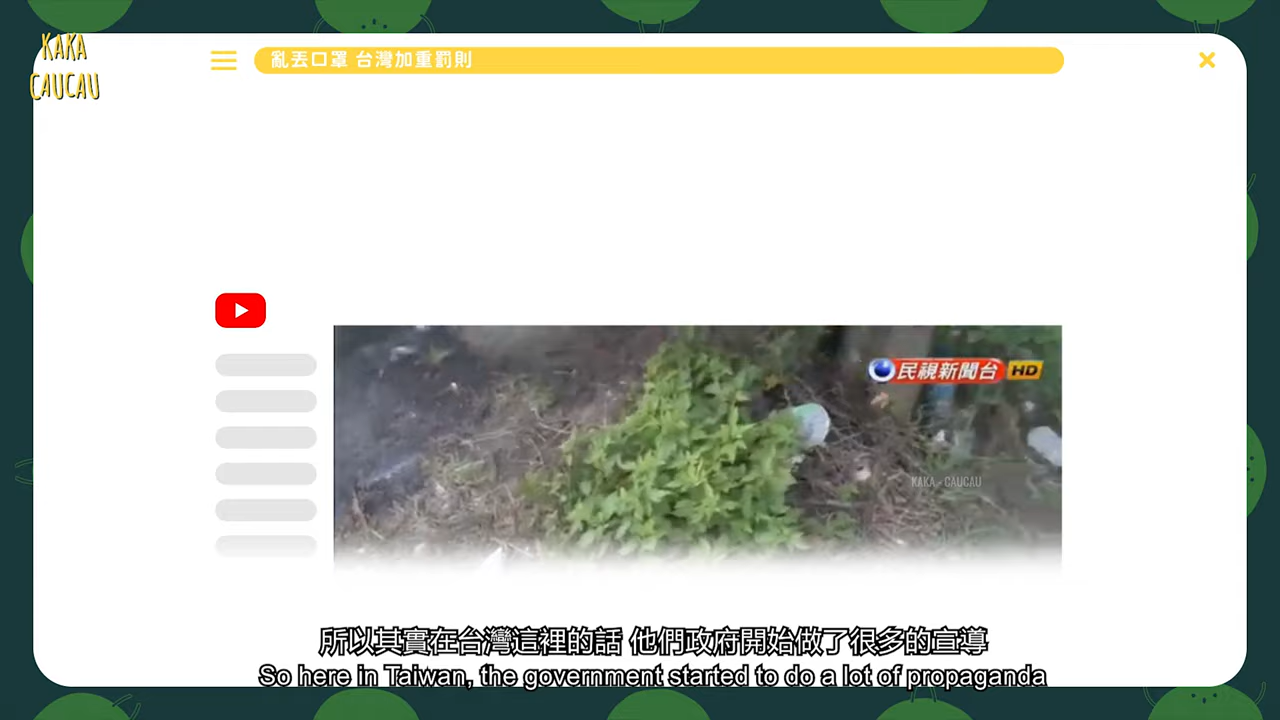 KAKA
CAUCAU
亂丟口罩 台灣加重罰則
民視新聞台 HD
KAKA - CAUCAU
所以其實在台灣這裡的話 他們政府開始做了很多的宣導
So here in Taiwan, the government started to do a lot of propaganda